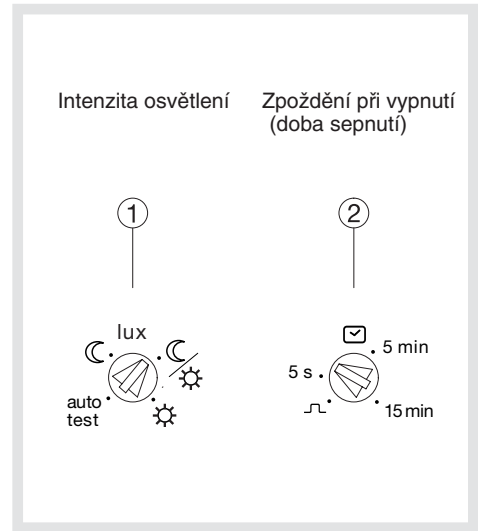 Intenzita osvětlení
Zpoždění při vypnutí
(doba sepnutí)
1
2
lux
auto
test
5 min
5 s
15 min